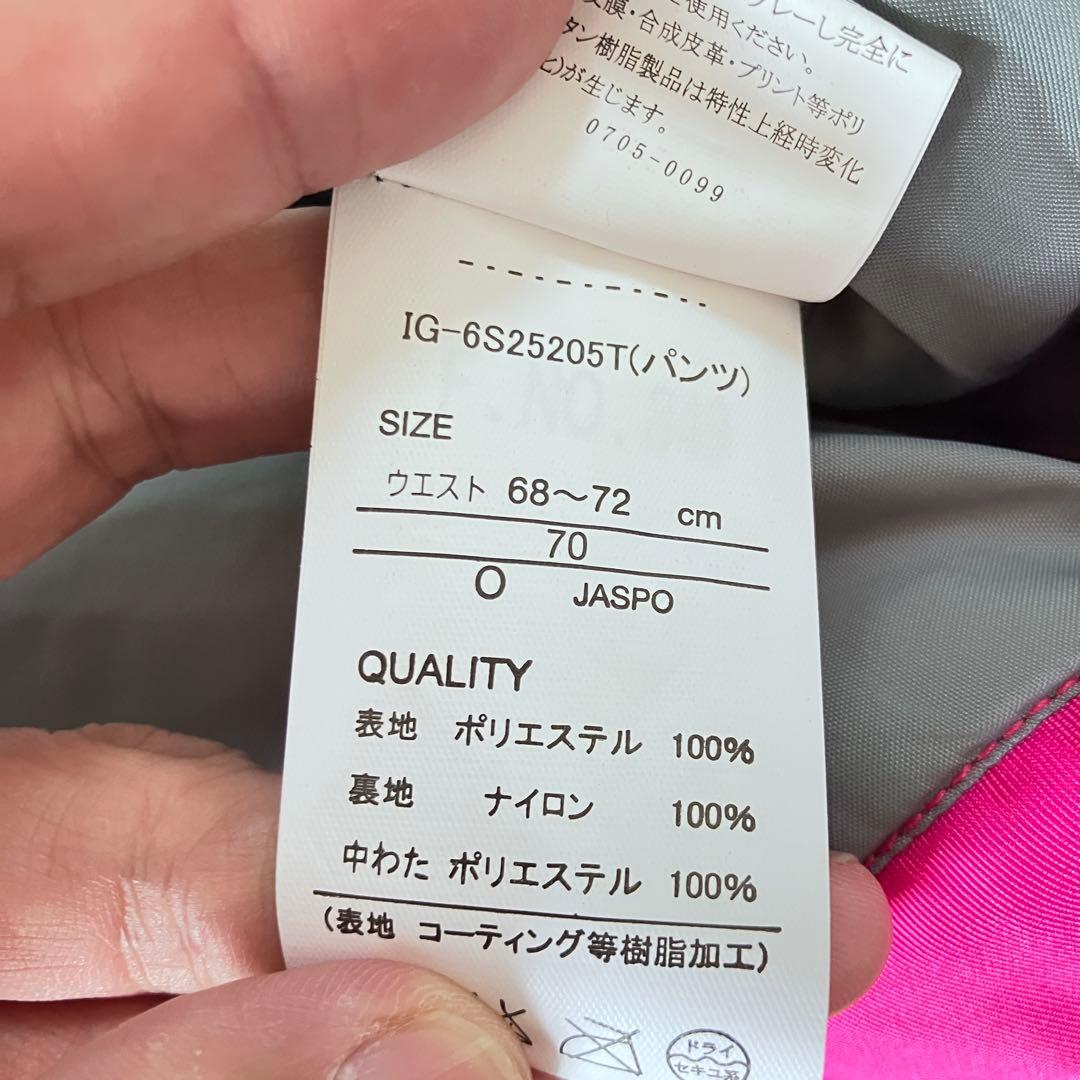 レーし完全に
使用ください。
皮膜・合成皮革・プリント等ポリ
タン樹脂製品は特性上経時変化
が生じます。
0705-0099
IG-6S25205T(パンツ)
SIZE
ウエスト 68～72 cm
70
O JASPO
QUALITY
表地 ポリエステル 100%
裏地 ナイロン 100%
中わた ポリエステル 100%
(表地 コーティング等樹脂加工)
ドライ
セキユ系